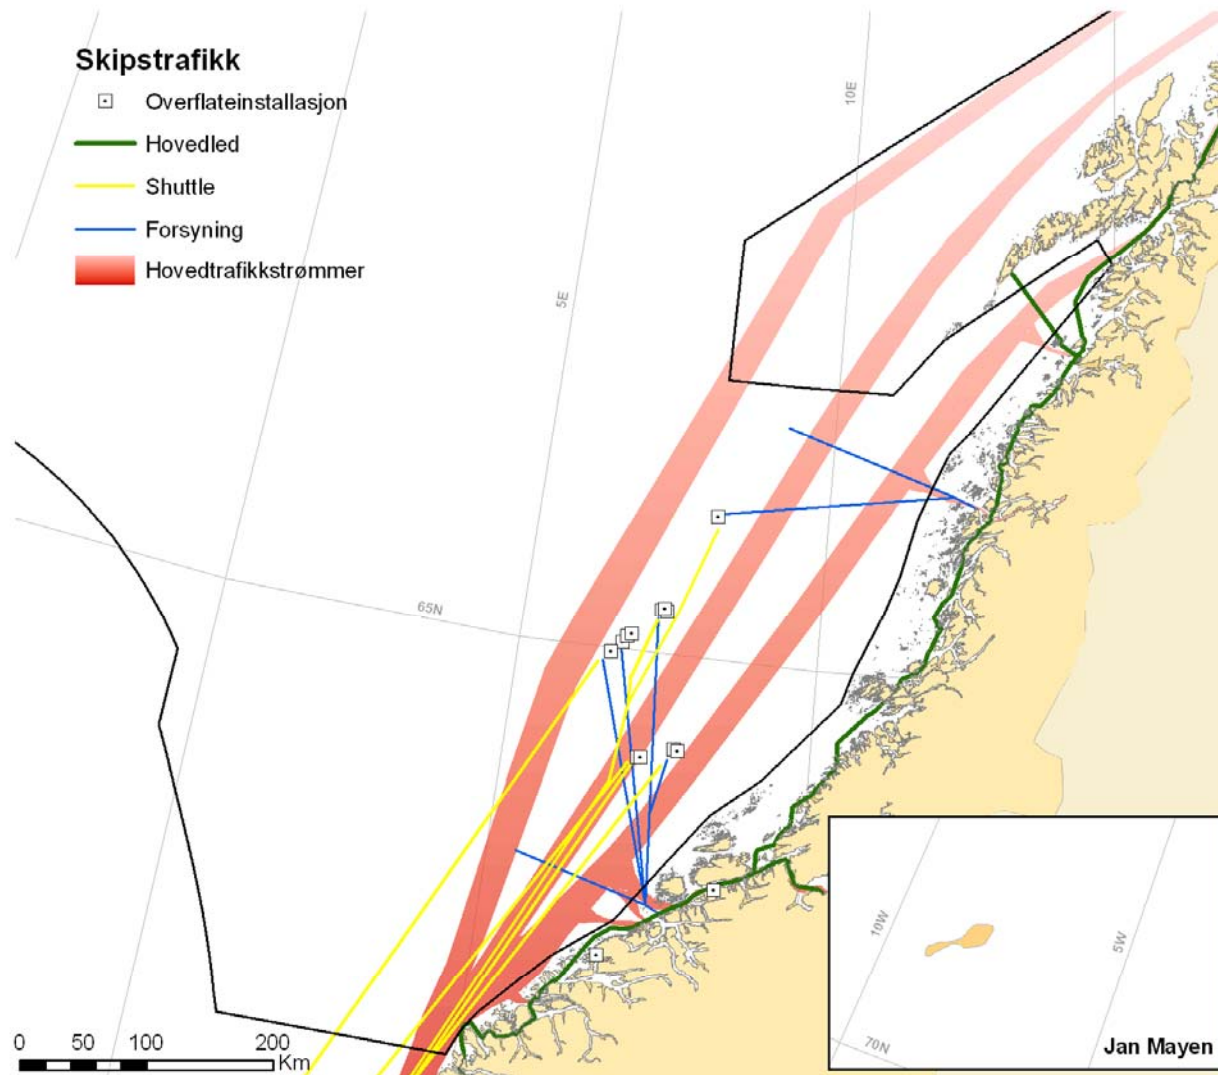 Skipstrafikk
Overflateinstallasjon
Hovedled
Shuttle
Forsyning
Hovedtrafikkstrømmer
10E
5E
65N
0 50 100 200
Km
10W
5W
70N
Jan Mayen